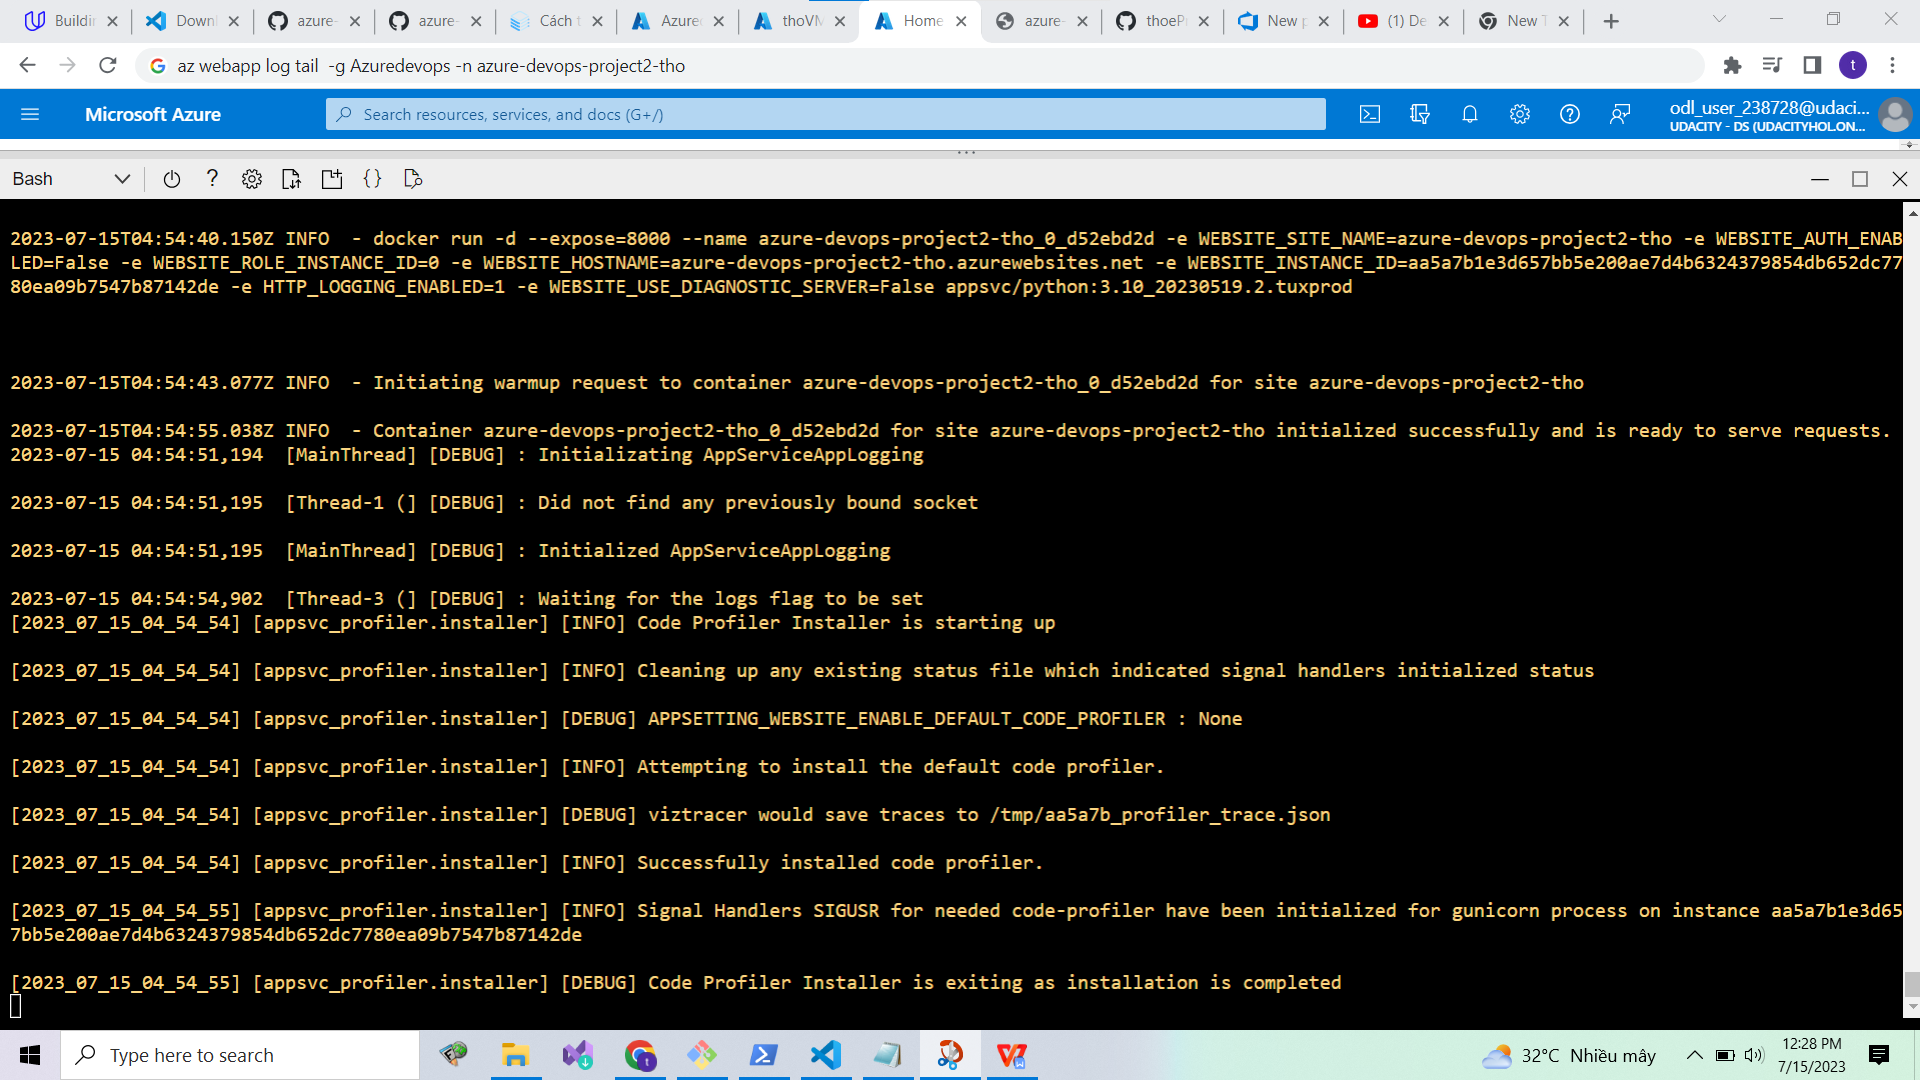 Buildin
Downl
azure-
azure-
Cách t
Azured
thoVM
Home
azure-
thoePr
New p
(1) De
New T
az webapp log tail  -g Azuredevops -n azure-devops-project2-tho
t
Microsoft Azure
Search resources, services, and docs (G+/)
odl_user_238728@udaci...
UDACITY - DS (UDACITYHOL.ON...
Bash
2023-07-15T04:54:40.150Z INFO  - docker run -d --expose=8000 --name azure-devops-project2-tho_0_d52ebd2d -e WEBSITE_SITE_NAME=azure-devops-project2-tho -e WEBSITE_AUTH_ENAB
LED=False -e WEBSITE_ROLE_INSTANCE_ID=0 -e WEBSITE_HOSTNAME=azure-devops-project2-tho.azurewebsites.net -e WEBSITE_INSTANCE_ID=aa5a7b1e3d657bb5e200ae7d4b6324379854db652dc77
80ea09b7547b87142de -e HTTP_LOGGING_ENABLED=1 -e WEBSITE_USE_DIAGNOSTIC_SERVER=False appsvc/python:3.10_20230519.2.tuxprod
2023-07-15T04:54:43.077Z INFO  - Initiating warmup request to container azure-devops-project2-tho_0_d52ebd2d for site azure-devops-project2-tho
2023-07-15T04:54:55.038Z INFO  - Container azure-devops-project2-tho_0_d52ebd2d for site azure-devops-project2-tho initialized successfully and is ready to serve requests.
2023-07-15 04:54:51,194  [MainThread] [DEBUG] : Initializating AppServiceAppLogging
2023-07-15 04:54:51,195  [Thread-1 (] [DEBUG] : Did not find any previously bound socket
2023-07-15 04:54:51,195  [MainThread] [DEBUG] : Initialized AppServiceAppLogging
2023-07-15 04:54:54,902  [Thread-3 (] [DEBUG] : Waiting for the logs flag to be set
[2023_07_15_04_54_54] [appsvc_profiler.installer] [INFO] Code Profiler Installer is starting up
[2023_07_15_04_54_54] [appsvc_profiler.installer] [INFO] Cleaning up any existing status file which indicated signal handlers initialized status
[2023_07_15_04_54_54] [appsvc_profiler.installer] [DEBUG] APPSETTING_WEBSITE_ENABLE_DEFAULT_CODE_PROFILER : None
[2023_07_15_04_54_54] [appsvc_profiler.installer] [INFO] Attempting to install the default code profiler.
[2023_07_15_04_54_54] [appsvc_profiler.installer] [DEBUG] viztracer would save traces to /tmp/aa5a7b_profiler_trace.json
[2023_07_15_04_54_54] [appsvc_profiler.installer] [INFO] Successfully installed code profiler.
[2023_07_15_04_54_55] [appsvc_profiler.installer] [INFO] Signal Handlers SIGUSR for needed code-profiler have been initialized for gunicorn process on instance aa5a7b1e3d65
7bb5e200ae7d4b6324379854db652dc7780ea09b7547b87142de
[2023_07_15_04_54_55] [appsvc_profiler.installer] [DEBUG] Code Profiler Installer is exiting as installation is completed
Type here to search
32°C  Nhiều mây
12:28 PM
7/15/2023